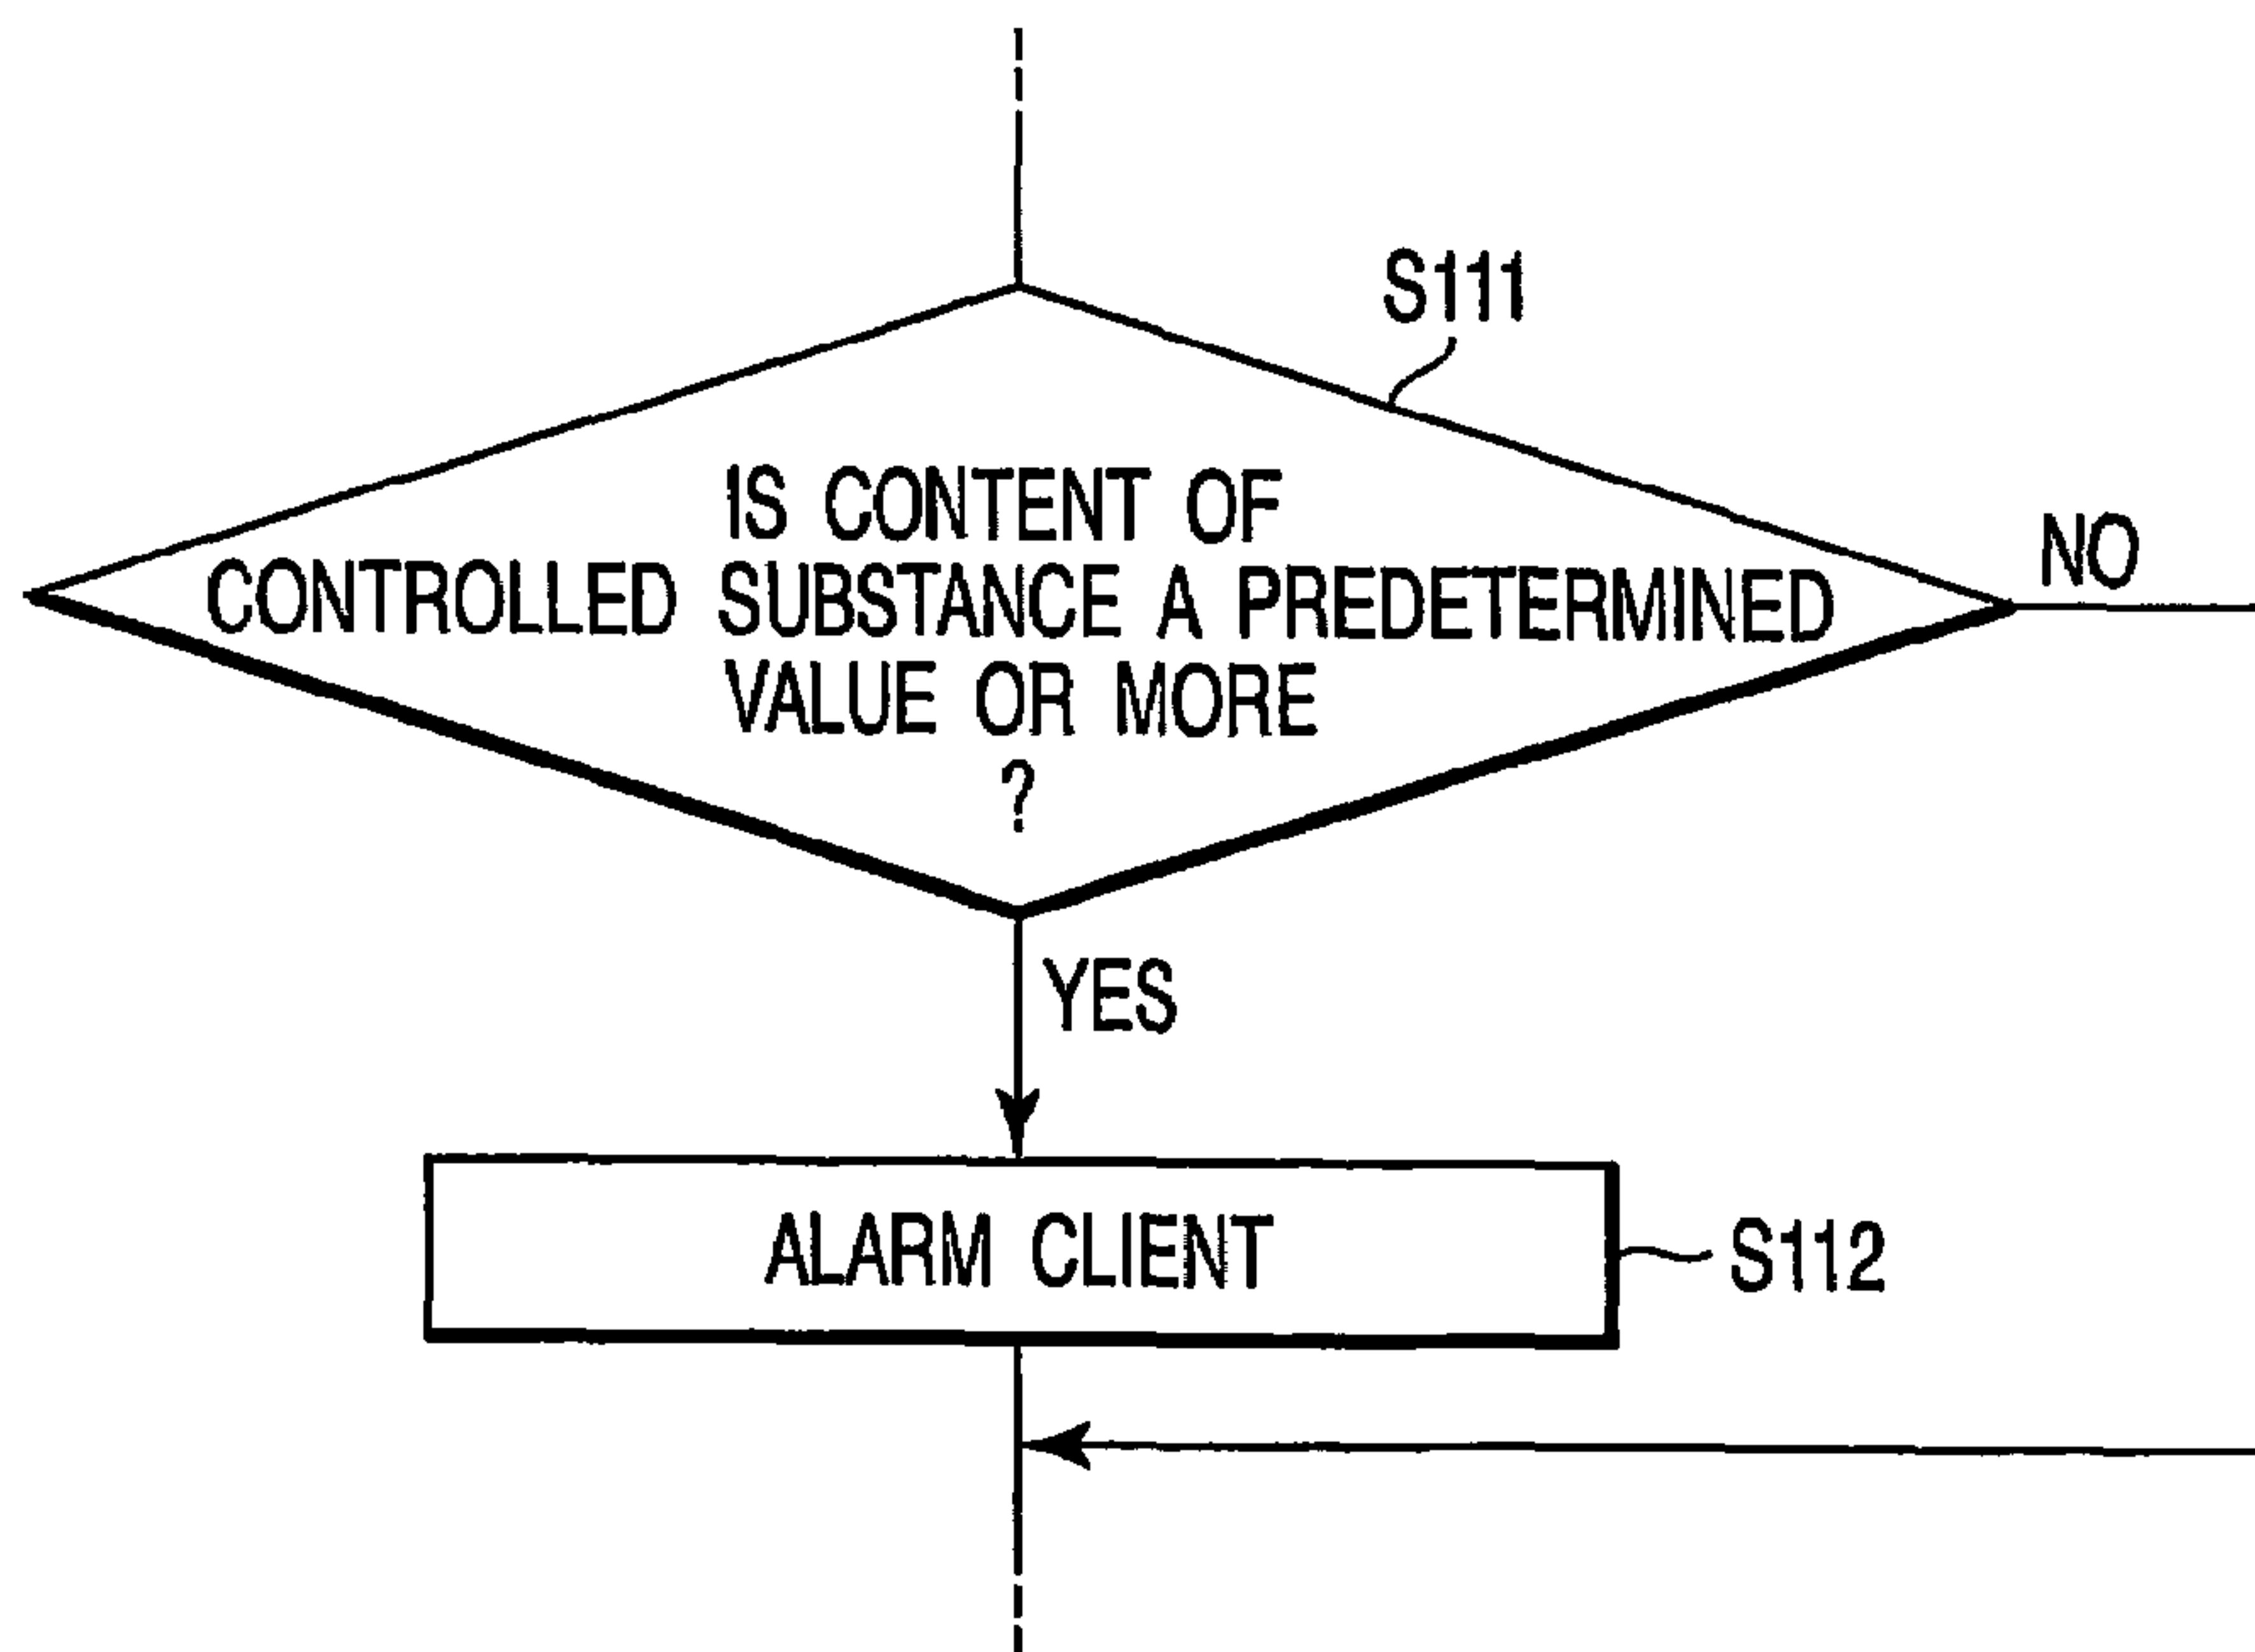 S111
IS CONTENT OF
CONTROLLED SUBSTANCE A PREDETERMINED
VALUE OR MORE
?
NO
YES
ALARM CLIENT
S112